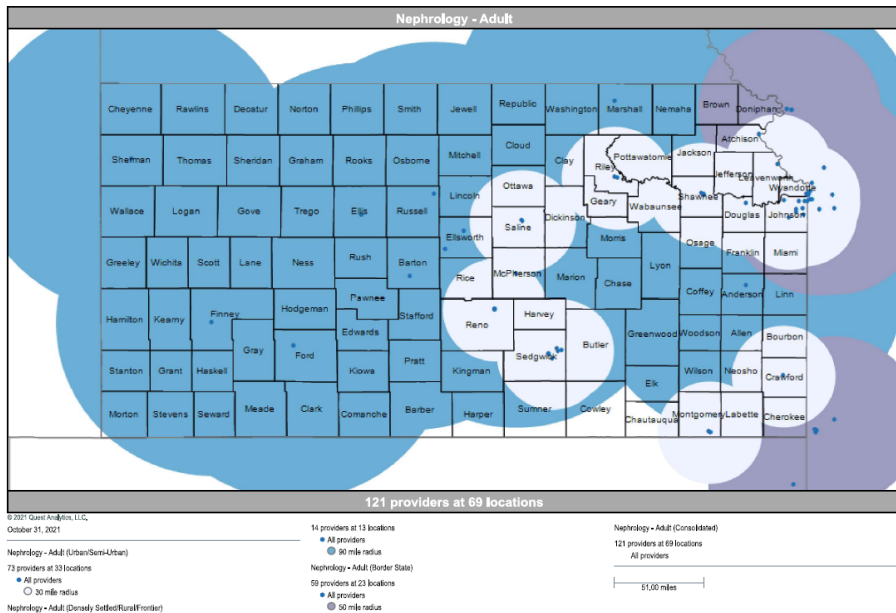 Nephrology - Adult
Cheyenne Rawlins Decatur Norton Phillips Smith Jewell Republic Washington Marshall Nemaha Brown Doniphan
Atchison
Cloud
Sherman Thomas Sheridan Graham Rooks Osborne Mitchell Clay Riley Pottawatomie Jackson
Jefferson Leavenworth
Ottawa
Wyandotte
Lincoln
Geary Wabaunsee Shawnee
Wallace Logan Gove Trego Ellis Russell Saline Dickinson Douglas Johnson
Ellsworth Morris Osage
Franklin Miami
Greeley Wichita Scott Lane Ness Rush Barton Rice McPherson Marion Chase Lyon
Pawnee
Coffey Anderson Linn
Hamilton Kearny Finney Hodgeman Stafford Reno Harvey
Edwards
Greenwood Woodson Allen Bourbon
Gray Ford Sedgwick Butler
Stanton Grant Haskell Kiowa Pratt Kingman Elk Wilson Neosho Crawford
Morton Stevens Seward Meade Clark Comanche Barber Harper Sumner Cowley Chautauqua Montgomery Labette Cherokee
121 providers at 69 locations
© 2021 Quest Analytics, LLC.
October 31, 2021
Nephrology - Adult (Urban/Semi-Urban)
73 providers at 33 locations
All providers
30 mile radius
Nephrology - Adult (Densely Settled/Rural/Frontier)
14 providers at 13 locations
All providers
90 mile radius
Nephrology - Adult (Border State)
59 providers at 23 locations
All providers
50 mile radius
Nephrology - Adult (Consolidated)
121 providers at 69 locations
All providers
51,00 miles